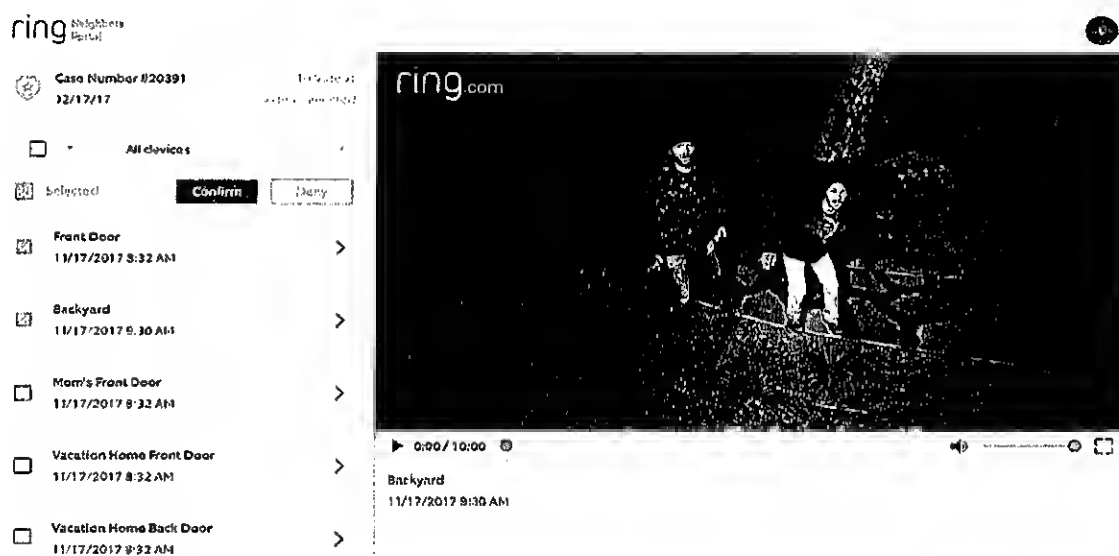 ring Neighbors
Portal
Case Number #20391
12/17/17
All devices
Selected
Confirm
Deny
Front Door
11/17/2017 8:32 AM
Backyard
11/17/2017 9:30 AM
Mom's Front Door
11/17/2017 8:32 AM
Vacation Home Front Door
11/17/2017 8:32 AM
Vacation Home Back Door
11/17/2017 8:32 AM
ring.com
0:00 / 10:00
Backyard
11/17/2017 9:30 AM